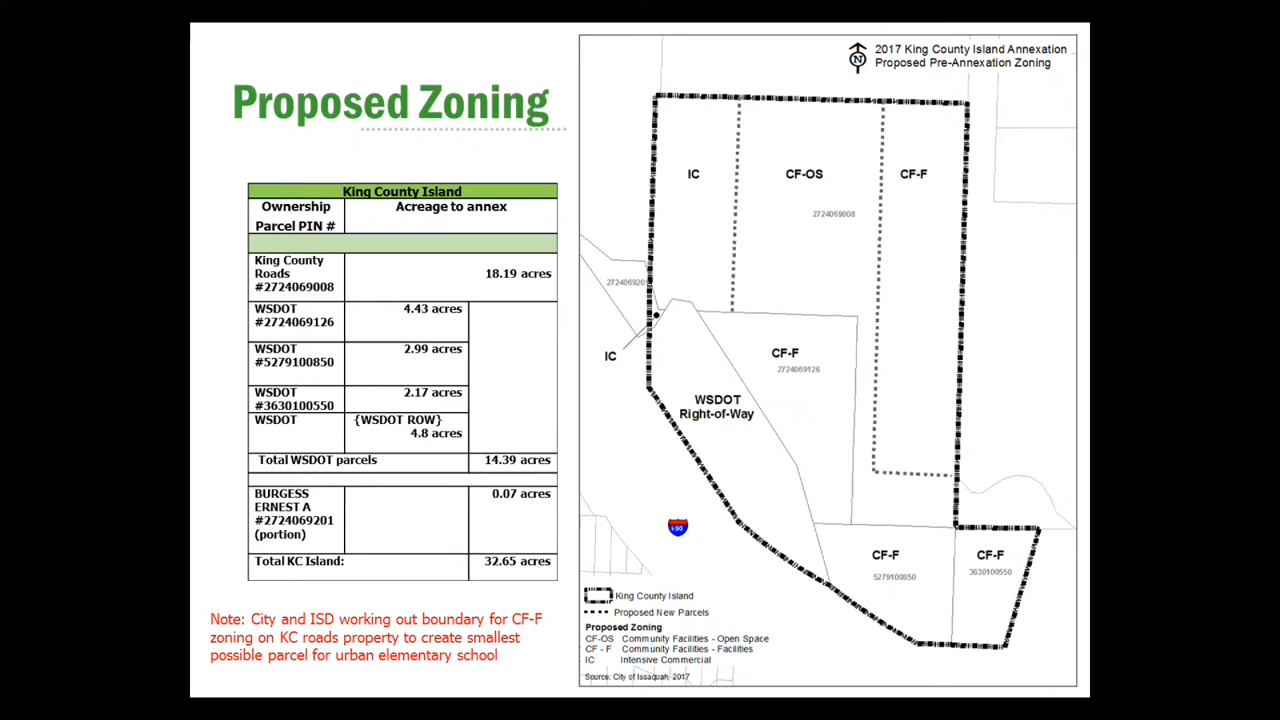 Proposed Zoning
King County Island
Ownership
Parcel PIN #
Acreage to annex
King County
Roads
#2724069008
18.19 acres
WSDOT
#2724069126
4.43 acres
WSDOT
#5279100850
2.99 acres
WSDOT
#3630100550
2.17 acres
WSDOT
{WSDOT ROW}
4.8 acres
Total WSDOT parcels
14.39 acres
BURGESS
ERNEST A
#2724069201
(portion)
0.07 acres
Total KC Island:
32.65 acres
Note: City and ISD working out boundary for CF-F
zoning on KC roads property to create smallest
possible parcel for urban elementary school
N
2017 King County Island Annexation
Proposed Pre-Annexation Zoning
IC
CF-OS
CF-F
2724069008
IC
CF-F
2724069126
WSDOT
Right-of-Way
I-90
CF-F
5279100850
CF-F
3630100550
King County Island
Proposed New Parcels
Proposed Zoning
CF-OS Community Facilities - Open Space
CF - F Community Facilities - Facilities
IC Intensive Commercial
Source: City of Issaquah, 2017